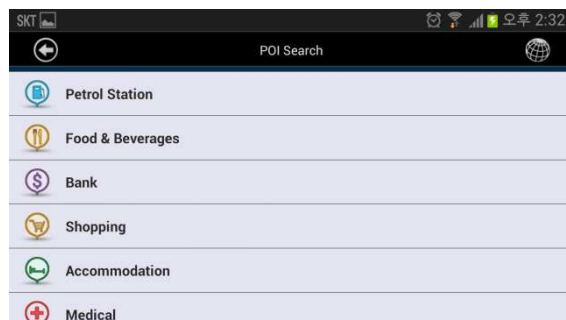 SKT 오후 2:32
POI Search
Petrol Station
Food & Beverages
Bank
Shopping
Accommodation
Medical